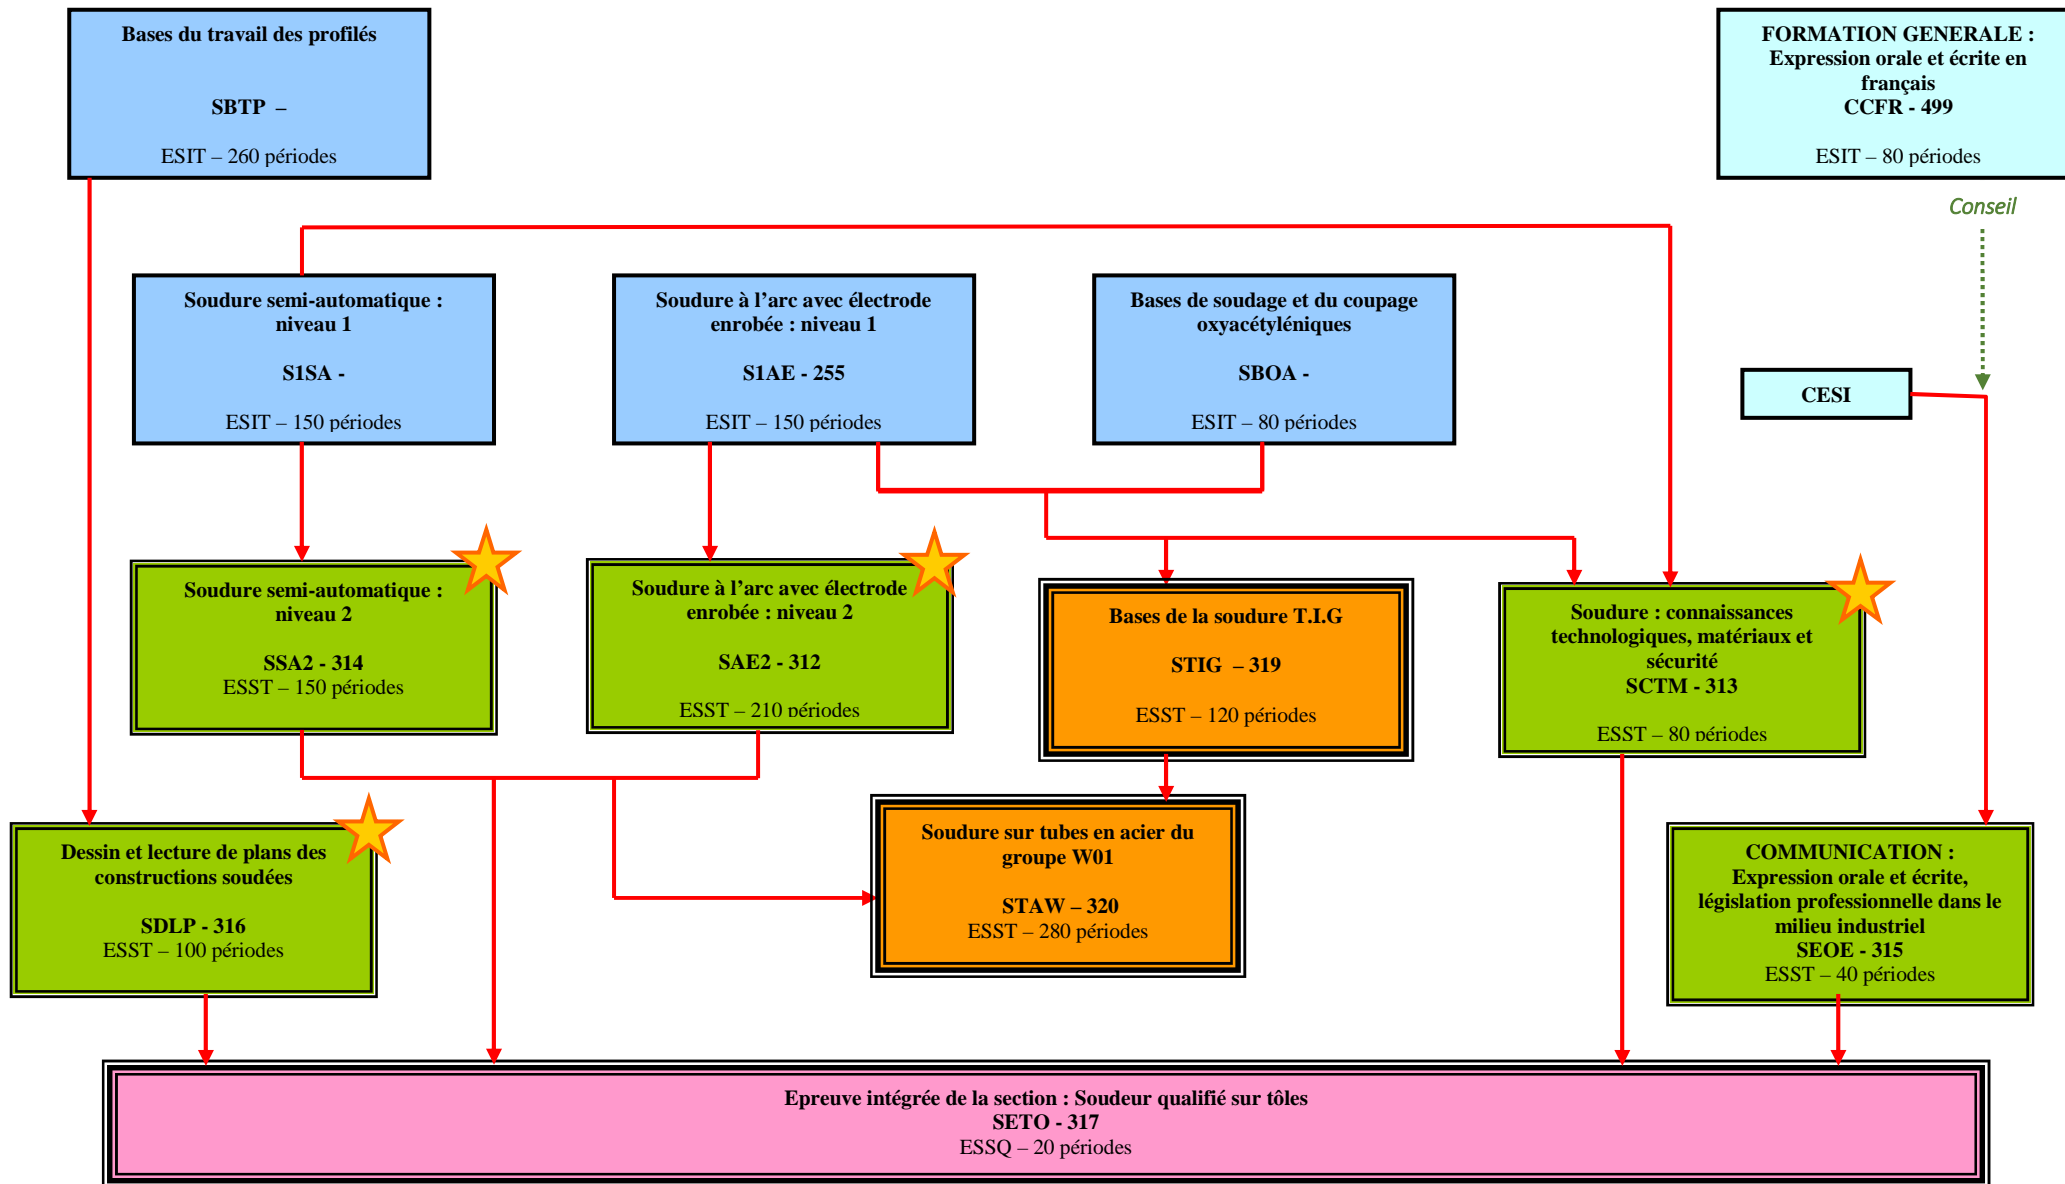 Bases du travail des profilés
SBTP –
ESIT – 260 périodes
FORMATION GENERALE :
Expression orale et écrite en
français
CCFR - 499
ESIT – 80 périodes
Conseil
Soudure semi-automatique :
niveau 1
S1SA -
ESIT – 150 périodes
Soudure à l’arc avec électrode
enrobée : niveau 1
S1AE - 255
ESIT – 150 périodes
Bases de soudage et du coupage
oxyacétyléniques
SBOA -
ESIT – 80 périodes
CESI
Soudure semi-automatique :
niveau 2
SSA2 - 314
ESST – 150 périodes
Soudure à l’arc avec électrode
enrobée : niveau 2
SAE2 - 312
ESST – 210 périodes
Bases de la soudure T.I.G
STIG – 319
ESST – 120 périodes
Soudure : connaissances
technologiques, matériaux et
sécurité
SCTM - 313
ESST – 80 périodes
Dessin et lecture de plans des
constructions soudées
SDLP - 316
ESST – 100 périodes
Soudure sur tubes en acier du
groupe W01
STAW – 320
ESST – 280 périodes
COMMUNICATION :
Expression orale et écrite,
législation professionnelle dans le
milieu industriel
SEOE - 315
ESST – 40 périodes
Epreuve intégrée de la section : Soudeur qualifié sur tôles
SETO - 317
ESSQ – 20 périodes